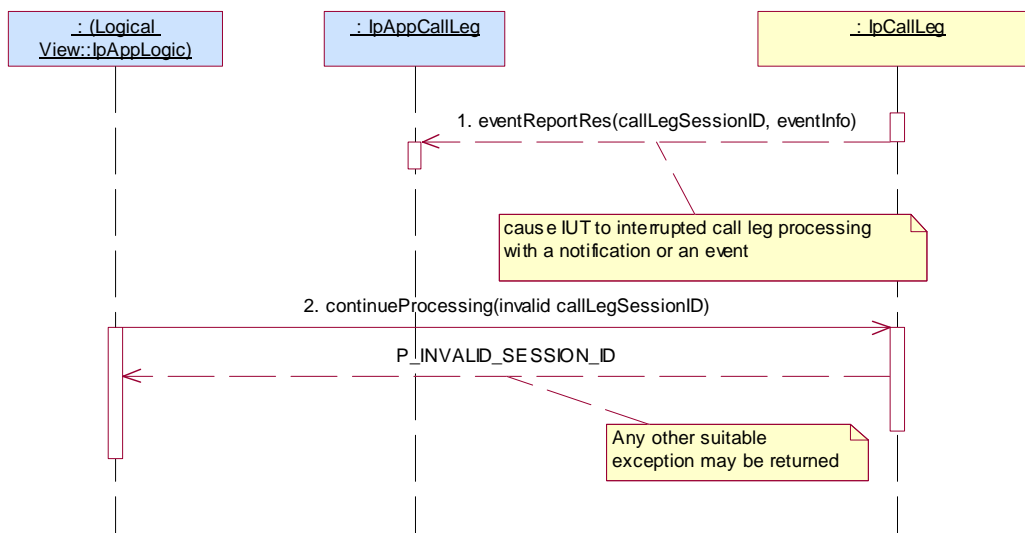 : (Logical
View::IpAppLogic)
: IpAppCallLeg
: IpCallLeg
1. eventReportRes(callLegSessionID, eventInfo)
cause IUT to interrupted call leg processing
with a notification or an event
2. continueProcessing(invalid callLegSessionID)
P_INVALID_SESSION_ID
Any other suitable
exception may be returned